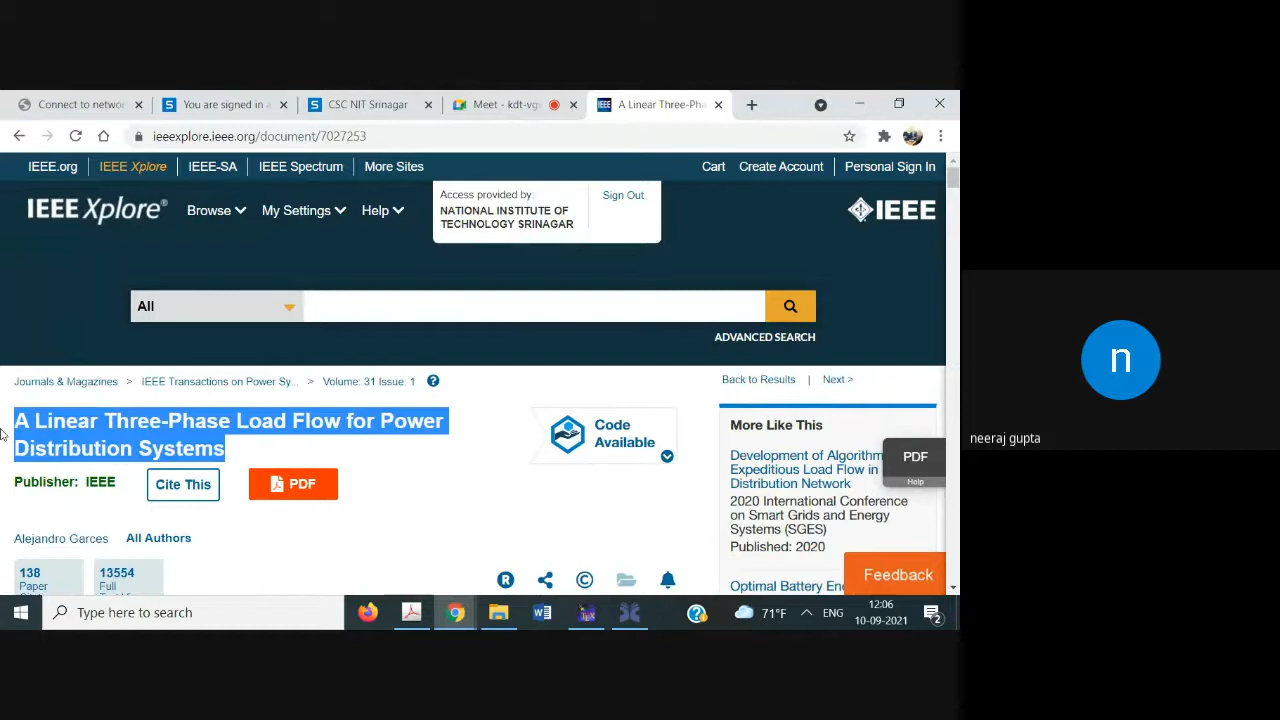 Connect to networ
You are signed in a
CSC NIT Srinagar
Meet - kdt-vg
A Linear Three-Pha
ieeexplore.ieee.org/document/7027253
IEEE.org
IEEE Xplore
IEEE-SA
IEEE Spectrum
More Sites
Cart
Create Account
Personal Sign In
IEEE Xplore®
Browse
My Settings
Help
Access provided by:
NATIONAL INSTITUTE OF
TECHNOLOGY SRINAGAR
Sign Out
IEEE
All
ADVANCED SEARCH
Journals & Magazines > IEEE Transactions on Power Sy... > Volume: 31 Issue: 1
Back to Results | Next >
A Linear Three-Phase Load Flow for Power
Distribution Systems
Code
Available
Publisher: IEEE
Cite This
PDF
Alejandro Garces
All Authors
138
Paper
13554
Full
More Like This
Development of Algorithm
Expeditious Load Flow in
Distribution Network
2020 International Conference
on Smart Grids and Energy
Systems (SGES)
Published: 2020
PDF
Help
Optimal Battery En
Feedback
Type here to search
71°F
ENG
12:06
10-09-2021
2
n
neeraj gupta